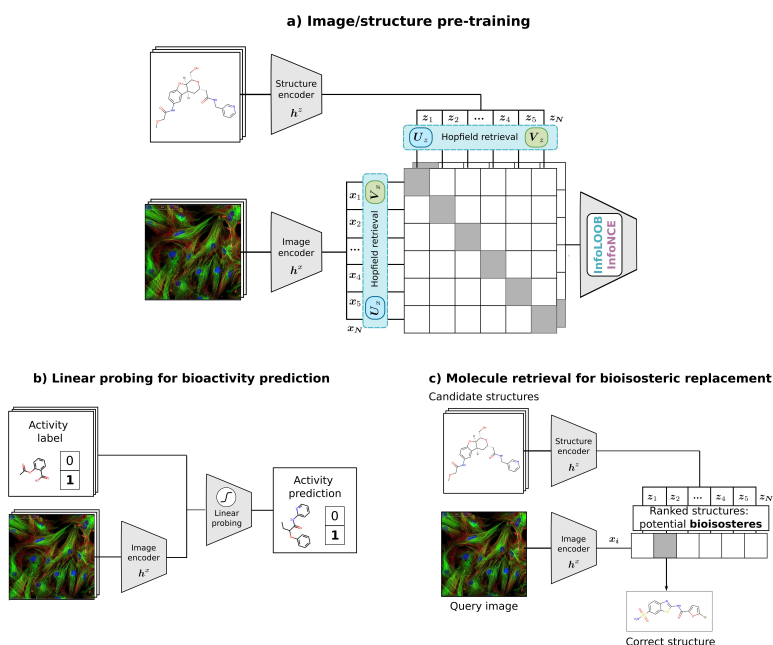 a) Image/structure pre-training
Structure
encoder
h^z
z_1 z_2 ... z_4 z_5 z_N
U_z Hopfield retrieval V_z
x_1
x_2
...
x_4
x_5
x_N
V_z Hopfield retrieval U_z
Image
encoder
h^x
InfoLOOB
InfoNCE
b) Linear probing for bioactivity prediction
Activity
label
0
1
Image
encoder
h^x
Linear
probing
Activity
prediction
0
1
c) Molecule retrieval for bioisosteric replacement
Candidate structures
Structure
encoder
h^z
z_1 z_2 ... z_4 z_5 z_N
Ranked structures:
potential bioisosteres
Image
encoder
h^x
x_i
Query image
Correct structure